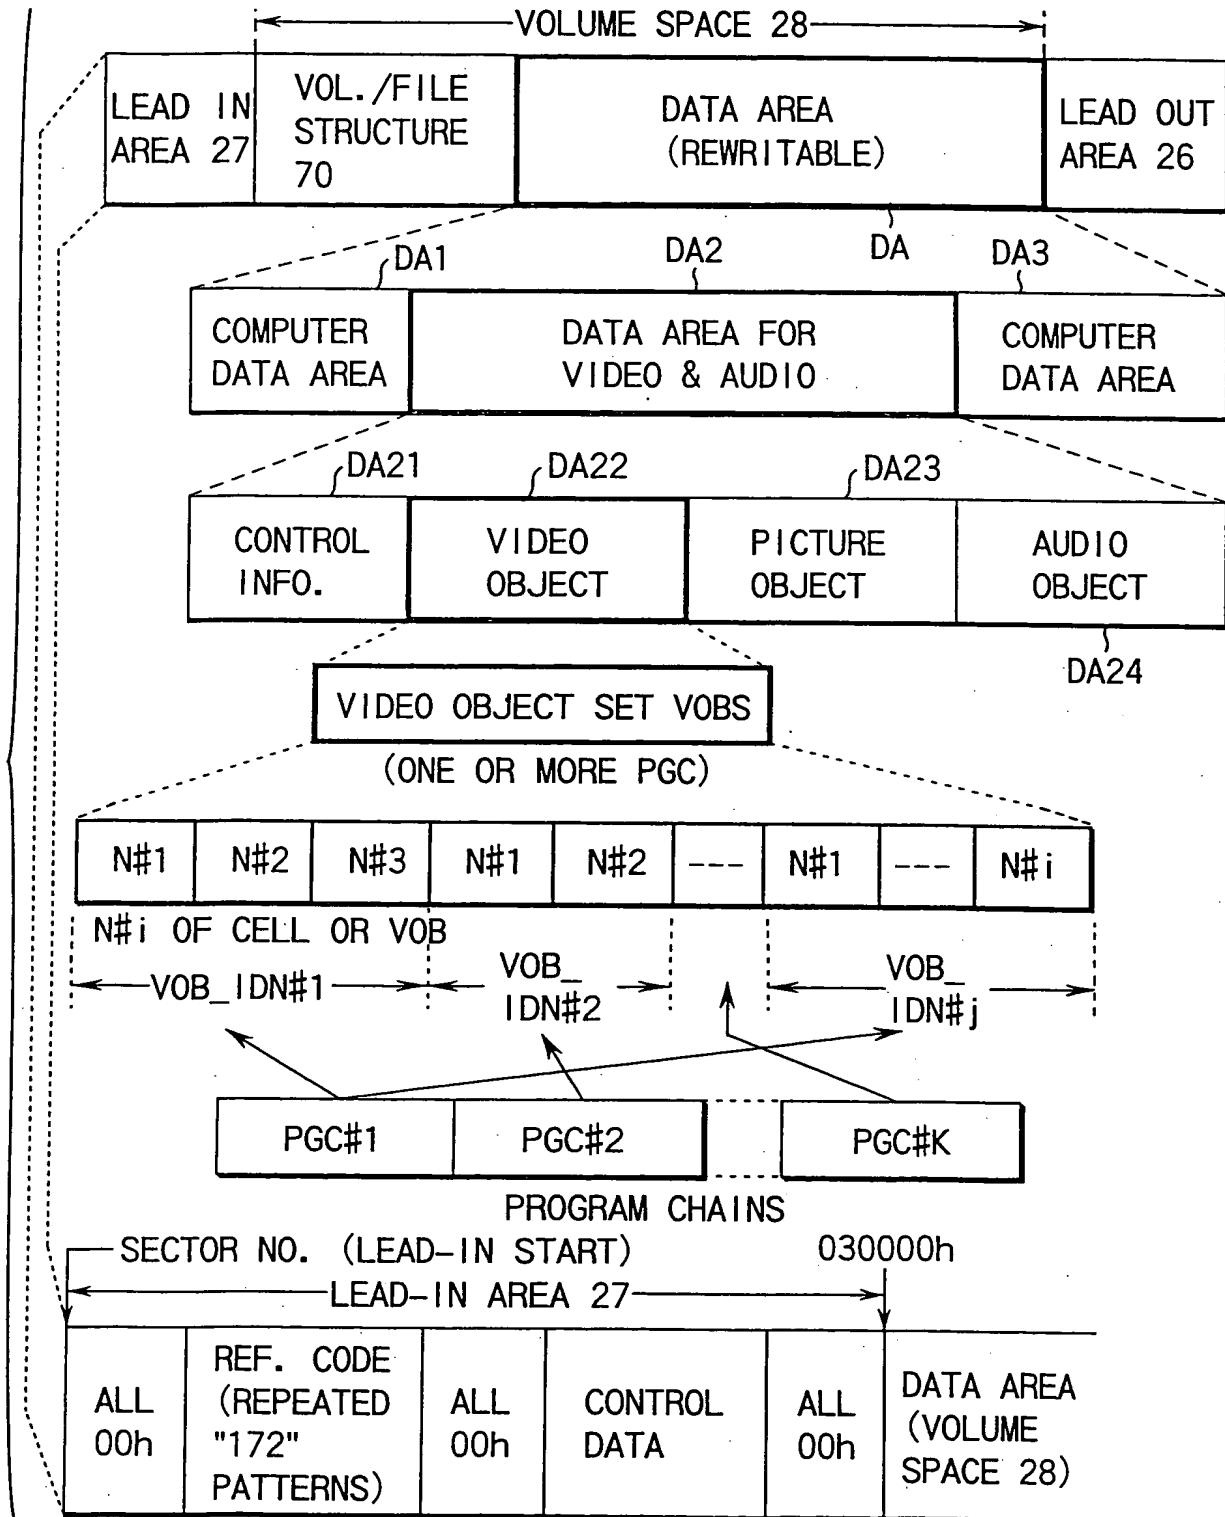 VOLUME SPACE 28
LEAD IN
AREA 27
VOL./FILE
STRUCTURE
70
DATA AREA
(REWRITABLE)
LEAD OUT
AREA 26
DA1
DA2
DA
DA3
COMPUTER
DATA AREA
DATA AREA FOR
VIDEO & AUDIO
COMPUTER
DATA AREA
DA21
DA22
DA23
CONTROL
INFO.
VIDEO
OBJECT
PICTURE
OBJECT
AUDIO
OBJECT
DA24
VIDEO OBJECT SET VOBS
(ONE OR MORE PGC)
N#1 N#2 N#3 N#1 N#2 --- N#1 --- N#i
N#i OF CELL OR VOB
VOB_IDN#1
VOB_
IDN#2
VOB_
IDN#j
PGC#1 PGC#2 PGC#K
PROGRAM CHAINS
SECTOR NO. (LEAD-IN START)
030000h
LEAD-IN AREA 27
ALL
00h
REF. CODE
(REPEATED
"172"
PATTERNS)
ALL
00h
CONTROL
DATA
ALL
00h
DATA AREA
(VOLUME
SPACE 28)